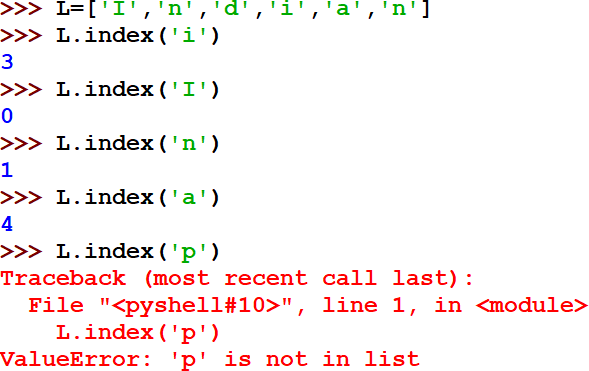 >>> L=['I','n','d','i','a','n']
>>> L.index('i')
3
>>> L.index('I')
0
>>> L.index('n')
1
>>> L.index('a')
4
>>> L.index('p')
Traceback (most recent call last):
  File "<pyshell#10>", line 1, in <module>
    L.index('p')
ValueError: 'p' is not in list